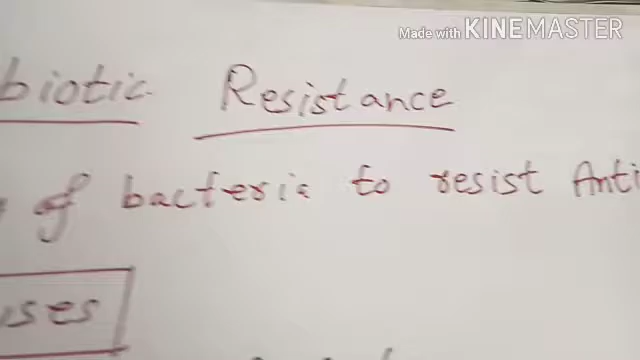 Made with KINEMASTER
biotic Resistance
of bacteria to resist Anti
uses